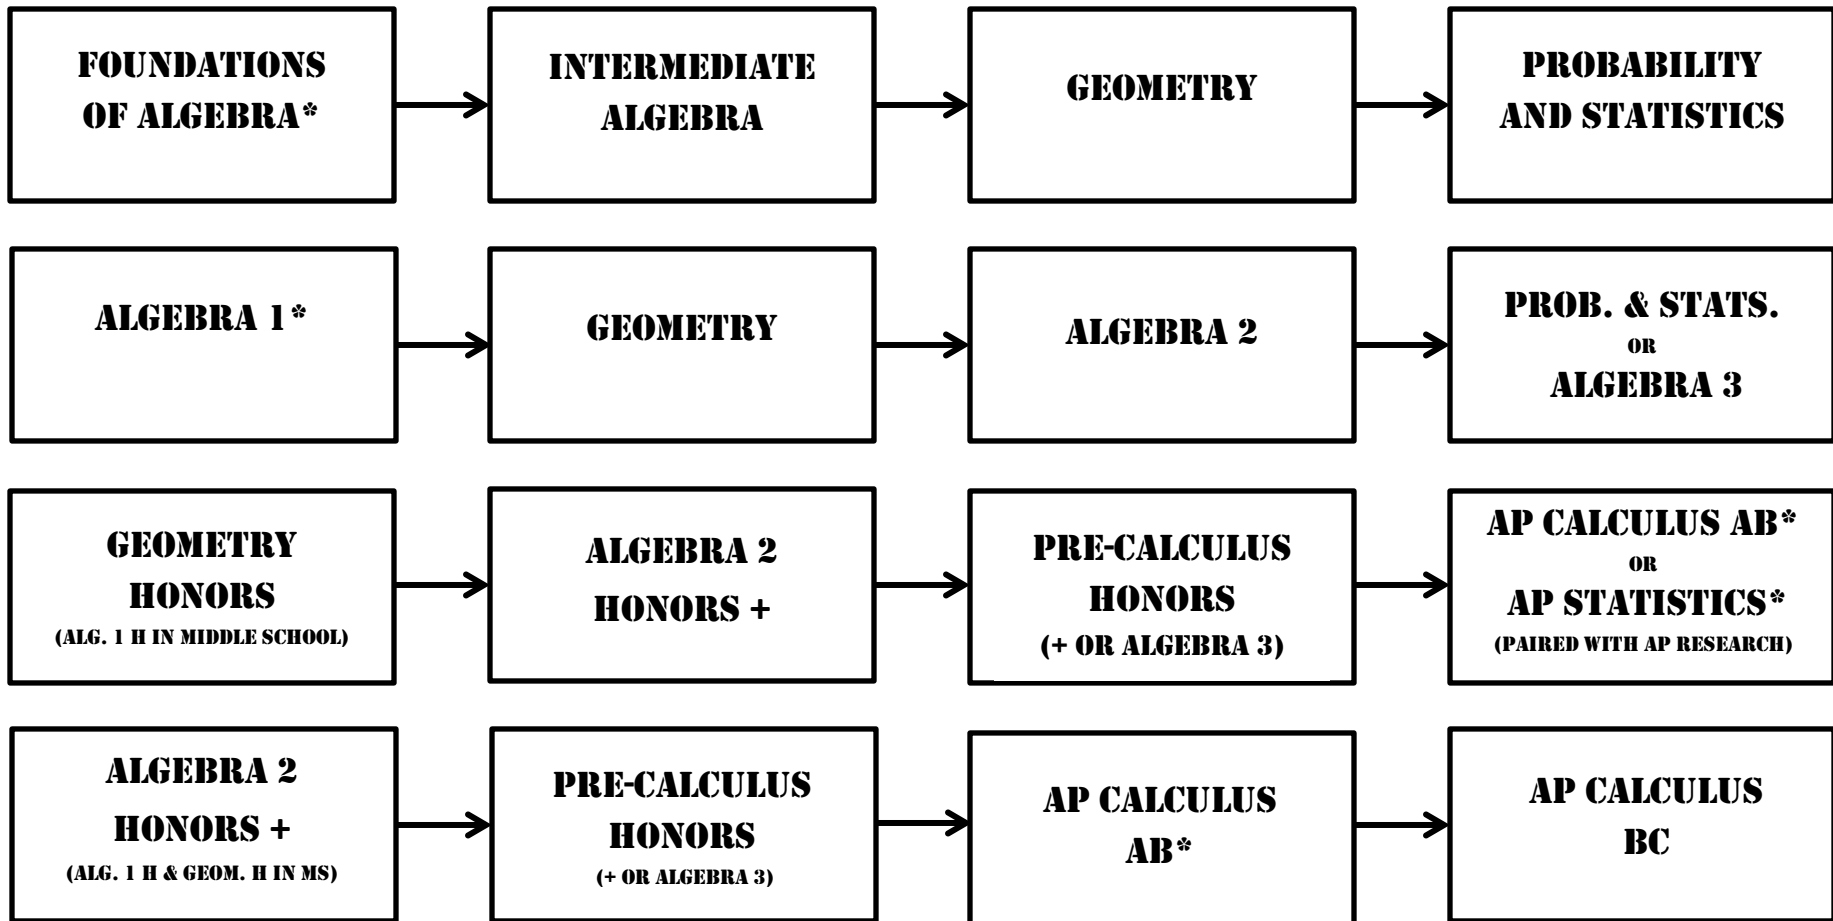 FOUNDATIONS
OF ALGEBRA*
INTERMEDIATE
ALGEBRA
GEOMETRY
PROBABILITY
AND STATISTICS
ALGEBRA 1*
GEOMETRY
ALGEBRA 2
PROB. & STATS.
OR
ALGEBRA 3
GEOMETRY
HONORS
(ALG. 1 H IN MIDDLE SCHOOL)
ALGEBRA 2
HONORS +
PRE-CALCULUS
HONORS
(+ OR ALGEBRA 3)
AP CALCULUS AB*
OR
AP STATISTICS*
(PAIRED WITH AP RESEARCH)
ALGEBRA 2
HONORS +
(ALG. 1 H & GEOM. H IN MS)
PRE-CALCULUS
HONORS
(+ OR ALGEBRA 3)
AP CALCULUS
AB*
AP CALCULUS
BC